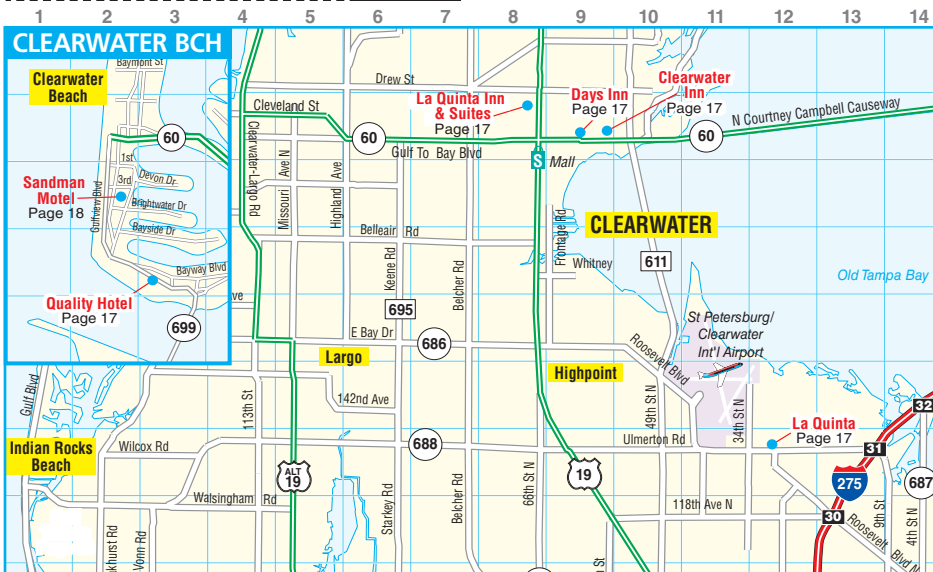 1 2 3 4 5 6 7 8 9 10 11 12 13 14
CLEARWATER BCH
Baymont St
Clearwater
Beach
60
1st
3rd
Devon Dr
Sandman
Motel
Page 18
Gulfview Blvd
Brightwater Dr
Bayside Dr
Bayway Blvd
Quality Hotel
Page 17
699
Drew St
Cleveland St
La Quinta Inn
& Suites
Page 17
Days Inn
Page 17
Clearwater
Inn
Page 17
N Courtney Campbell Causeway
60
60
Gulf To Bay Blvd
S
Mall
Clearwater-Largo Rd
Missouri Ave N
Highland Ave
Belleair Rd
Keene Rd
Belcher Rd
Frontage Rd
CLEARWATER
Whitney
611
Old Tampa Bay
ve
695
E Bay Dr
686
Largo
Highpoint
Roosevelt Blvd
St Petersburg/
Clearwater
Int'l Airport
Gulf Blvd
113th St
142nd Ave
49th St N
34th St N
La Quinta
Page 17
32
31
Indian Rocks
Beach
Wilcox Rd
688
Ulmerton Rd
ALT
19
19
275
687
Walsingham Rd
Starkey Rd
Belcher Rd
66th St N
118th Ave N
30
9th St
4th St N
Roosevelt Blvd N
khurst Rd
Vonn Rd
n St